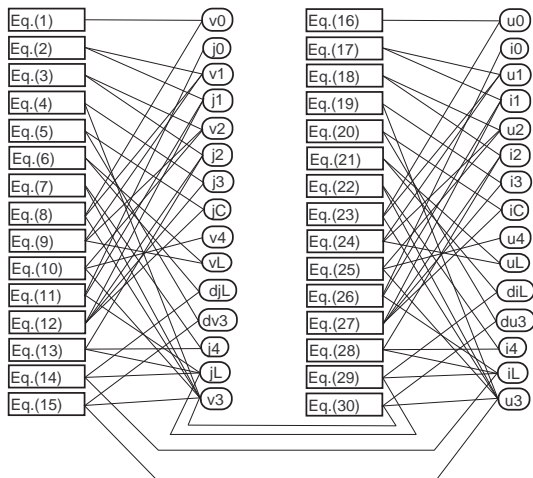 Eq.(1) v0 Eq.(16) u0
Eq.(2) j0 Eq.(17) i0
Eq.(3) v1 Eq.(18) u1
Eq.(4) j1 Eq.(19) i1
Eq.(5) v2 Eq.(20) u2
Eq.(6) j2 Eq.(21) i2
Eq.(7) j3 Eq.(22) i3
Eq.(8) jC Eq.(23) iC
Eq.(9) v4 Eq.(24) u4
Eq.(10) vL Eq.(25) uL
Eq.(11) djL Eq.(26) diL
Eq.(12) dv3 Eq.(27) du3
Eq.(13) j4 Eq.(28) i4
Eq.(14) jL Eq.(29) iL
Eq.(15) v3 Eq.(30) u3